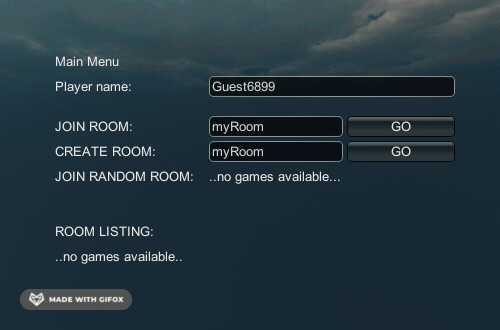 Main Menu
Player name: Guest6899
JOIN ROOM: myRoom GO
CREATE ROOM: myRoom GO
JOIN RANDOM ROOM: ..no games available...
ROOM LISTING:
..no games available..
MADE WITH GIFOX